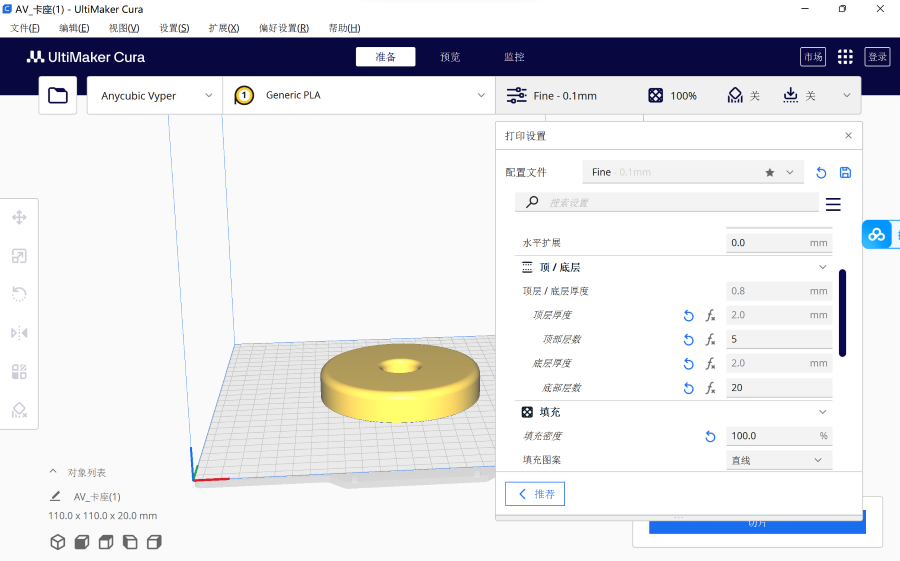 AV_卡座(1) - UltiMaker Cura
文件(F) 编辑(E) 视图(V) 设置(S) 扩展(X) 偏好设置(R) 帮助(H)
UltiMaker Cura 准备 预览 监控 市场 登录
Anycubic Vyper 1 Generic PLA Fine - 0.1mm 100% 关 关
打印设置
配置文件 Fine - 0.1mm
搜索设置
水平扩展 0.0 mm
顶 / 底层
顶层 / 底层厚度 0.8 mm
顶层厚度 2.0 mm
顶部层数 5
底层厚度 2.0 mm
底部层数 20
填充
填充密度 100.0 %
填充图案 直线
推荐
切片
对象列表
AV_卡座(1)
110.0 x 110.0 x 20.0 mm